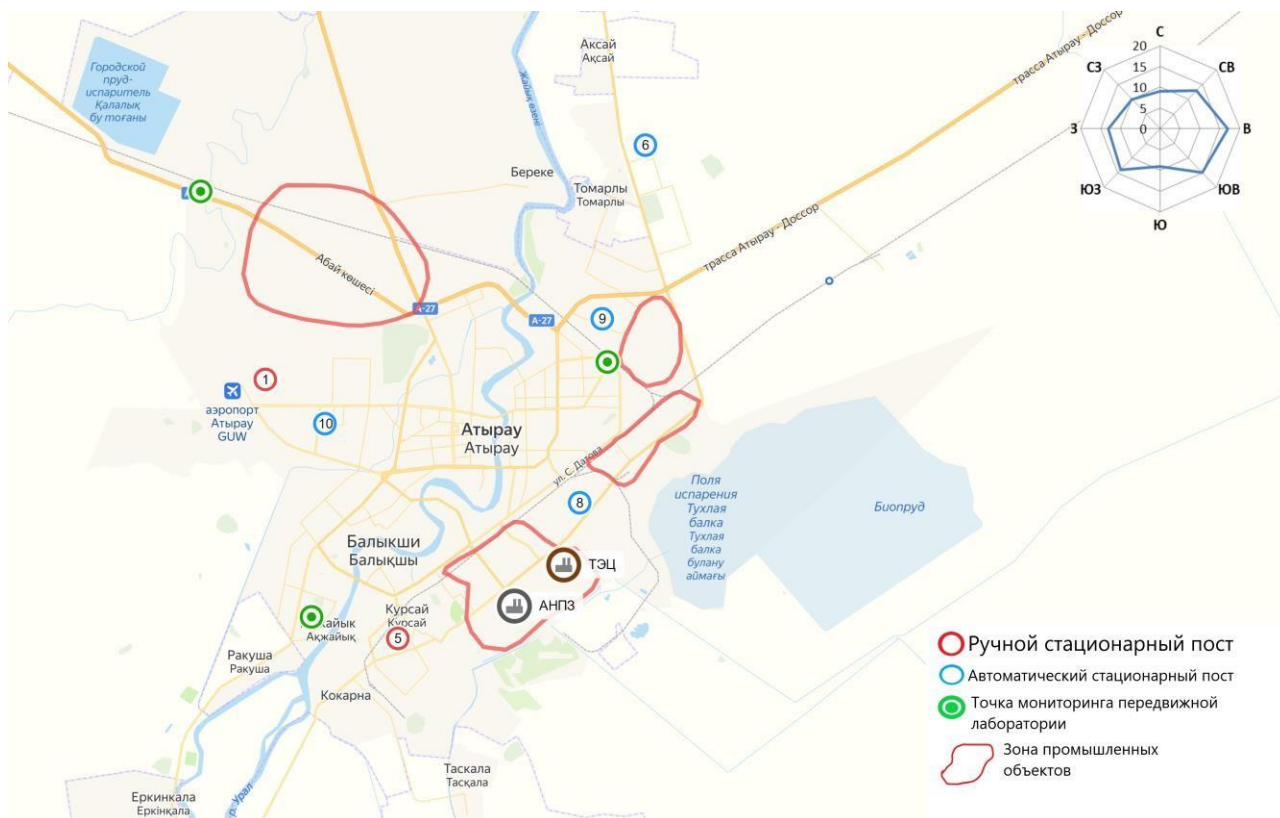 Аксай
Ақсай
трасса Атырау - Доссор
С
20
СЗ
15
СВ
10
5
З
0
В
ЮЗ
ЮВ
Ю
Городской
пруд-
испаритель
Қалалық
бу тоғаны
Жайық өзені
6
Береке
Томарлы
Томарлы
трасса Атырау - Доссор
Абай көшесі
A-27
A-27
9
1
аэропорт
Атырау
GUW
10
Атырау
Атырау
ул. С. Датова
8
Поля
испарения
Тухлая
балка
Тухлая
балка
булану
аймағы
Биопруд
Балыкши
Балықшы
ТЭЦ
АНПЗ
Ақжайық
Курсай
Курсай
5
Ракуша
Ракуша
Кокарна
Таскала
Тасқала
Еркинкала
Еркінқала
р. Урал
Ручной стационарный пост
Автоматический стационарный пост
Точка мониторинга передвижной
лаборатории
Зона промышленных
объектов